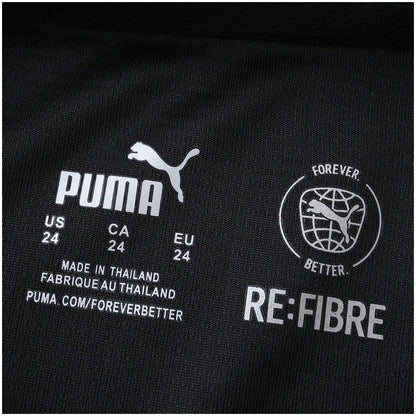 PUMA
US CA EU
24 24 24
MADE IN THAILAND
FABRIQUE AU THAILAND
PUMA.COM/FOREVERBETTER
FOREVER.
BETTER.
RE:FIBRE